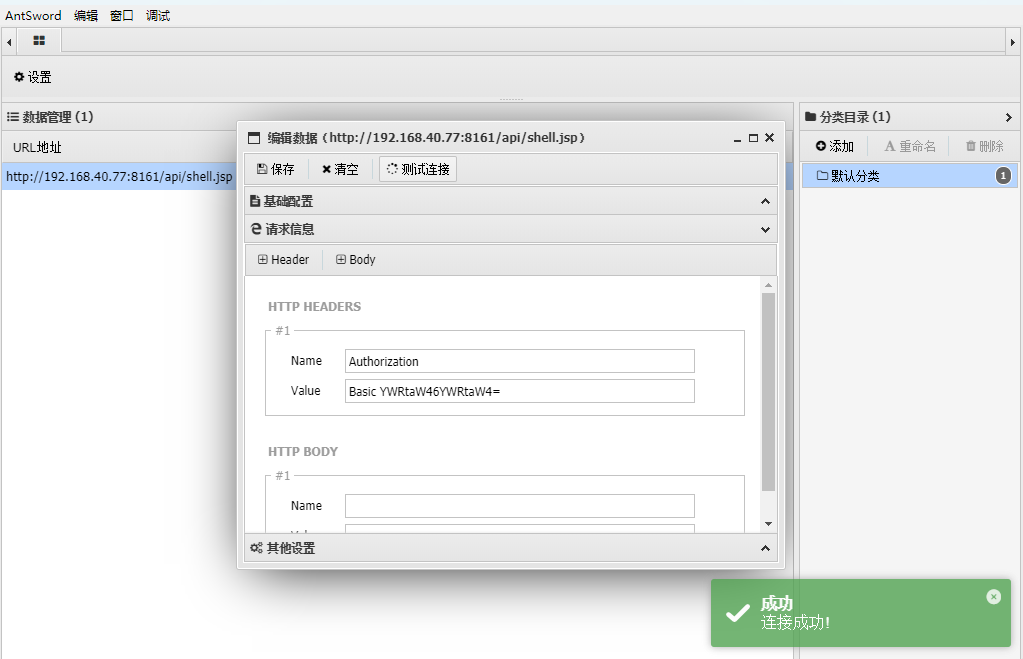 AntSword 编辑 窗口 调试
设置
数据管理 (1)
URL地址
http://192.168.40.77:8161/api/shell.jsp
编辑数据 (http://192.168.40.77:8161/api/shell.jsp)
保存 清空 测试连接
基础配置
请求信息
Header Body
HTTP HEADERS
#1
Name Authorization
Value Basic YWRtaW46YWRtaW4=
HTTP BODY
#1
Name
其他设置
分类目录 (1)
添加 重命名 删除
默认分类 1
成功
连接成功!